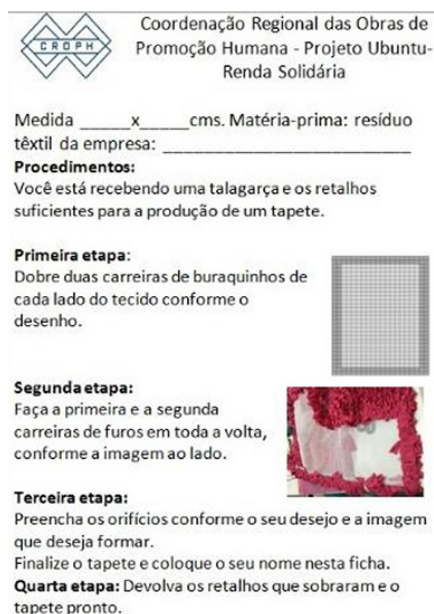 CROPH
Coordenação Regional das Obras de
Promoção Humana - Projeto Ubuntu-
Renda Solidária
Medida _____x_____cms. Matéria-prima: resíduo
têxtil da empresa: __________________________
Procedimentos:
Você está recebendo uma talagarça e os retalhos
suficientes para a produção de um tapete.
Primeira etapa:
Dobre duas carreiras de buraquinhos de
cada lado do tecido conforme o
desenho.
Segunda etapa:
Faça a primeira e a segunda
carreiras de furos em toda a volta,
conforme a imagem ao lado.
Terceira etapa:
Preencha os orifícios conforme o seu desejo e a imagem
que deseja formar.
Finalize o tapete e coloque o seu nome nesta ficha.
Quarta etapa: Devolva os retalhos que sobraram e o
tapete pronto.